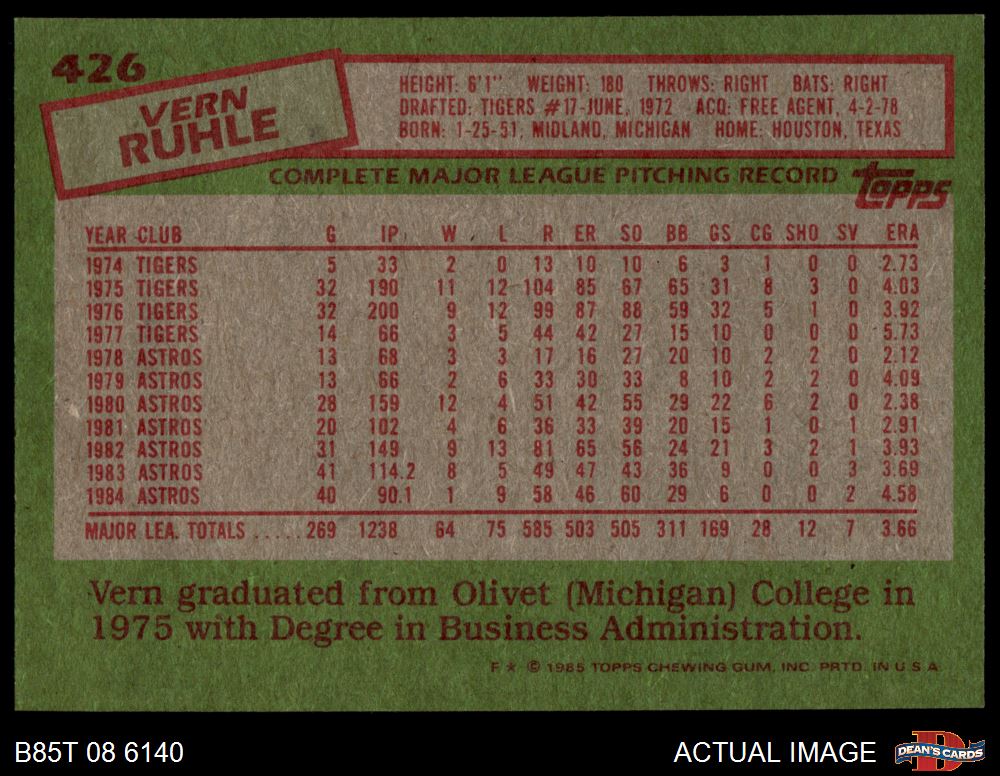 426
VERN
RUHLE
HEIGHT: 6'1" WEIGHT: 180 THROWS: RIGHT BATS: RIGHT
DRAFTED: TIGERS #17-JUNE, 1972 ACQ: FREE AGENT, 4-2-78
BORN: 1-25-51, MIDLAND, MICHIGAN HOME: HOUSTON, TEXAS
COMPLETE MAJOR LEAGUE PITCHING RECORD topps
YEAR CLUB G IP W L R ER SO BB GS CG SHO SV ERA
1974 TIGERS 5 33 2 0 13 10 10 6 3 1 0 0 2.73
1975 TIGERS 32 190 11 12 104 85 67 65 31 8 3 0 4.03
1976 TIGERS 32 200 9 12 99 87 88 59 32 5 1 0 3.92
1977 TIGERS 14 66 3 5 44 42 27 15 10 0 0 0 5.73
1978 ASTROS 13 68 3 3 17 16 27 20 10 2 2 0 2.12
1979 ASTROS 13 66 2 6 33 30 33 8 10 2 2 0 4.09
1980 ASTROS 28 159 12 4 51 42 55 29 22 6 2 0 2.38
1981 ASTROS 20 102 4 6 36 33 39 20 15 1 0 1 2.91
1982 ASTROS 31 149 9 13 81 65 56 24 21 3 2 1 3.93
1983 ASTROS 41 114.2 8 5 49 47 43 36 9 0 0 3 3.69
1984 ASTROS 40 90.1 1 9 58 46 60 29 6 0 0 2 4.58
MAJOR LEA. TOTALS .....269 1238 64 75 585 503 505 311 169 28 12 7 3.66
Vern graduated from Olivet (Michigan) College in
1975 with Degree in Business Administration.
F * © 1985 TOPPS CHEWING GUM, INC. PRTD. IN U S A
B85T 08 6140 ACTUAL IMAGE D DEAN'S CARDS